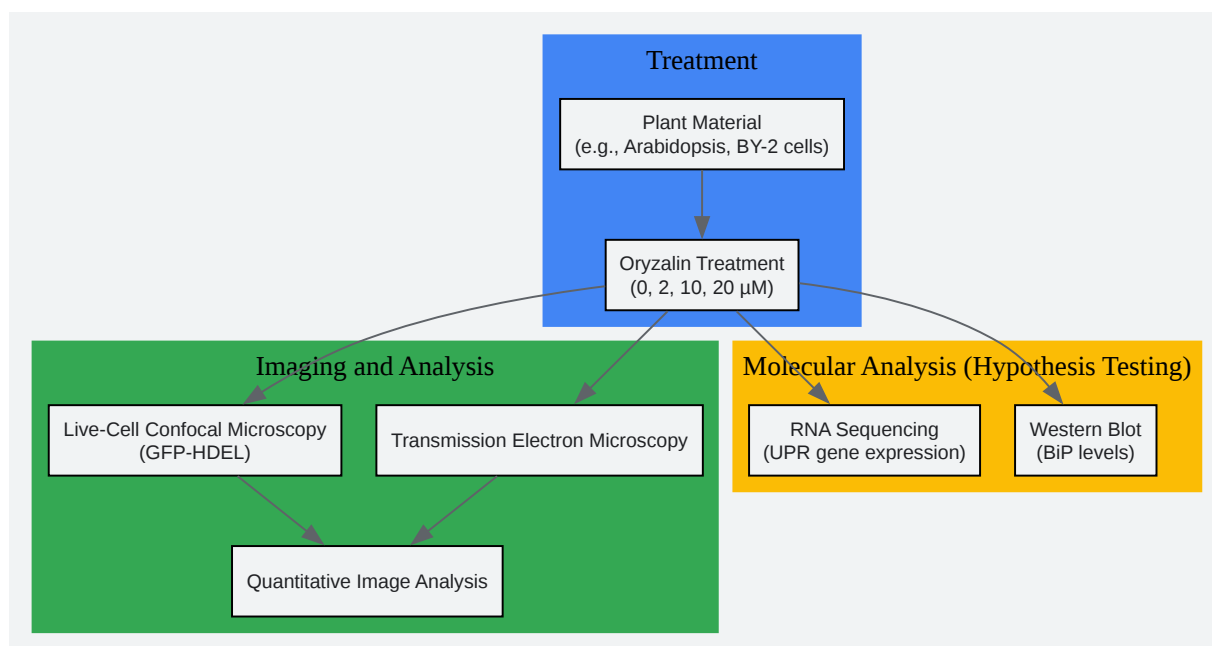 Treatment
Plant Material
(e.g., Arabidopsis, BY-2 cells)
Oryzalin Treatment
(0, 2, 10, 20 µM)
Imaging and Analysis
Live-Cell Confocal Microscopy
(GFP-HDEL)
Transmission Electron Microscopy
Quantitative Image Analysis
Molecular Analysis (Hypothesis Testing)
RNA Sequencing
(UPR gene expression)
Western Blot
(BiP levels)